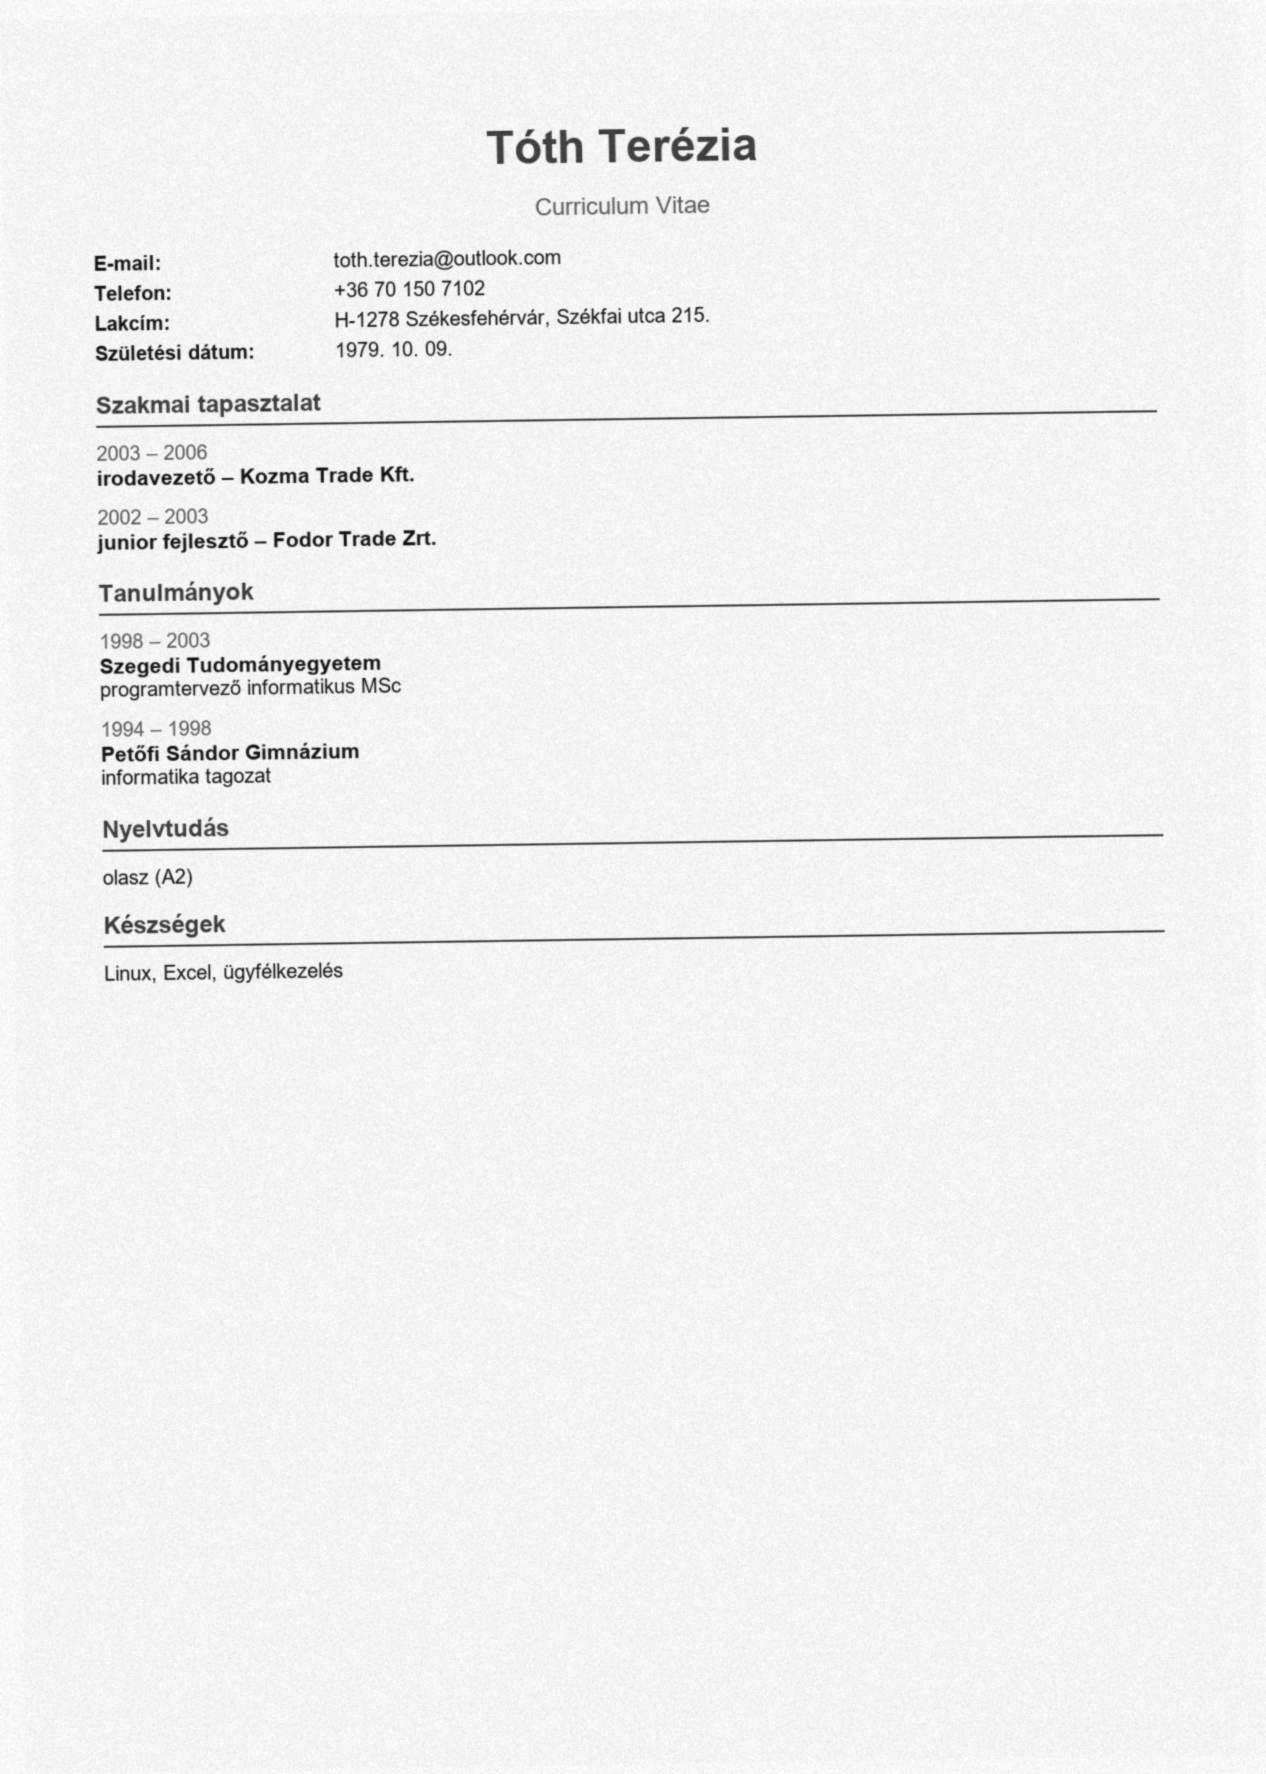 Tóth Terézia
Curriculum Vitae
E-mail: toth.terezia@outlook.com
Telefon: +36 70 150 7102
Lakcím: H-1278 Székesfehérvár, Székfai utca 215.
Születési dátum: 1979. 10. 09.
Szakmai tapasztalat
2003 – 2006
irodavezető – Kozma Trade Kft.
2002 – 2003
junior fejlesztő – Fodor Trade Zrt.
Tanulmányok
1998 – 2003
Szegedi Tudományegyetem
programtervező informatikus MSc
1994 – 1998
Petőfi Sándor Gimnázium
informatika tagozat
Nyelvtudás
olasz (A2)
Készségek
Linux, Excel, ügyfélkezelés